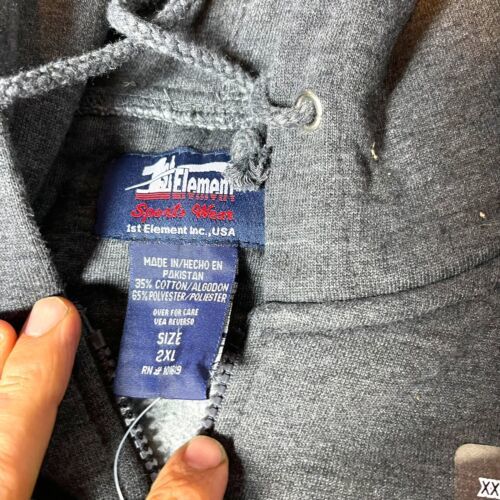 1st Element
Sports Wear
1st Element Inc.,USA
MADE IN/HECHO EN
PAKISTAN
35% COTTON/ALGODON
65% POLYESTER/POLIESTER
OVER FOR CARE
VEA REVERSO
SIZE
2XL
XX